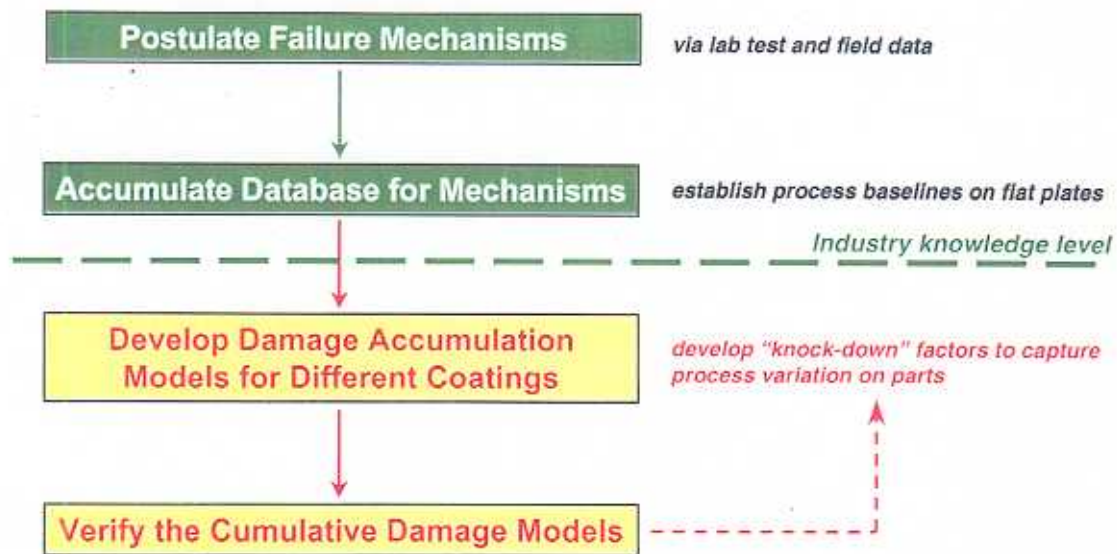 Postulate Failure Mechanisms
via lab test and field data
Accumulate Database for Mechanisms
establish process baselines on flat plates
Industry knowledge level
Develop Damage Accumulation
Models for Different Coatings
develop "knock-down" factors to capture
process variation on parts
Verify the Cumulative Damage Models